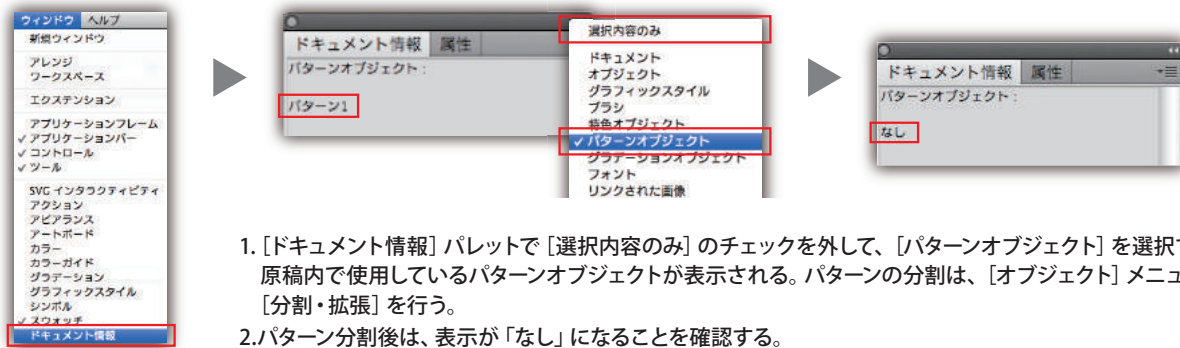 ウィンドウ ヘルプ
新規ウィンドウ
アレンジ
ワークスペース
エクステンション
アプリケーションフレーム
✓アプリケーションバー
✓コントロール
✓ツール
SVG インタラクティビティ
アクション
アピアランス
アートボード
カラー
カラーガイド
グラデーション
グラフィックスタイル
シンボル
✓スウォッチ
ドキュメント情報
ドキュメント情報 属性
パターンオブジェクト:
パターン1
選択内容のみ
ドキュメント
オブジェクト
グラフィックスタイル
ブラシ
特色オブジェクト
✓パターンオブジェクト
グラデーションオブジェクト
フォント
リンクされた画像
ドキュメント情報 属性
パターンオブジェクト:
なし
1. [ドキュメント情報] パレットで [選択内容のみ] のチェックを外して、[パターンオブジェクト] を選択
原稿内で使用しているパターンオブジェクトが表示される。パターンの分割は、[オブジェクト] メニュ
[分割・拡張] を行う。
2.パターン分割後は、表示が「なし」になることを確認する。